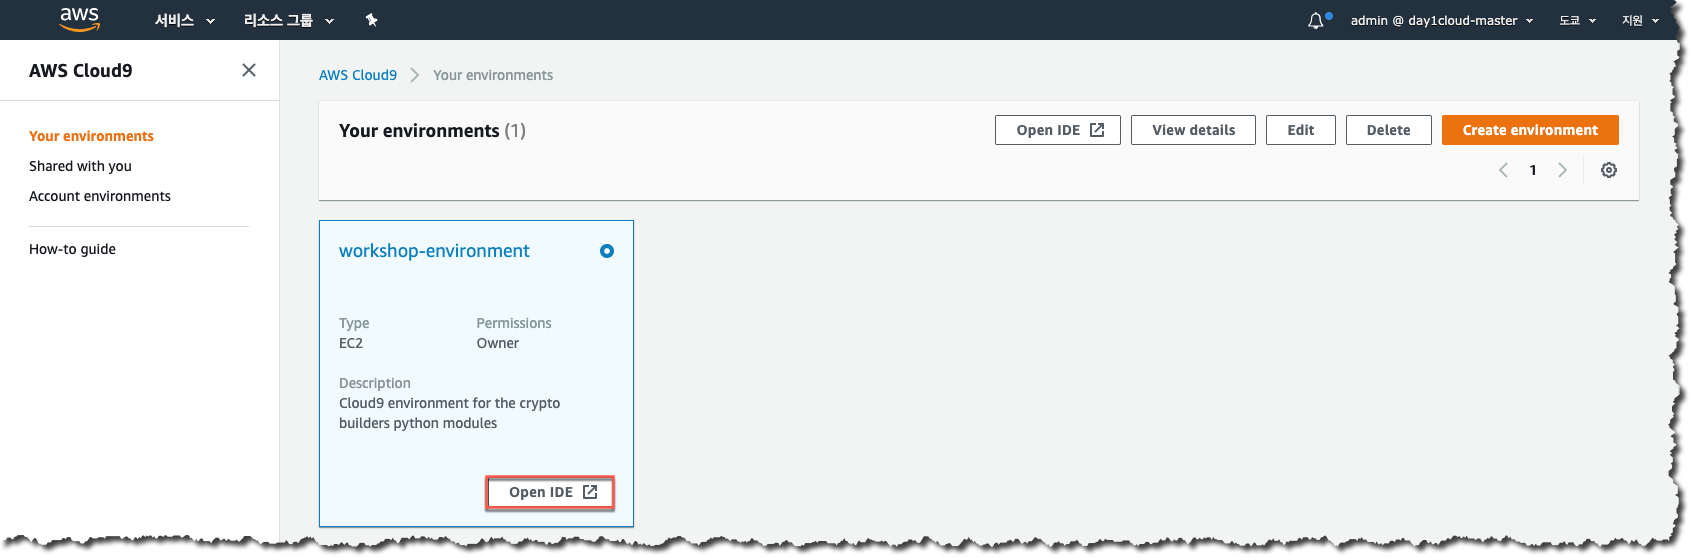 aws 서비스 리소스 그룹 admin @ day1cloud-master 도쿄 지원
AWS Cloud9
Your environments
Shared with you
Account environments
How-to guide
AWS Cloud9 Your environments
Your environments (1) Open IDE View details Edit Delete Create environment
1
workshop-environment
Type Permissions
EC2 Owner
Description
Cloud9 environment for the crypto
builders python modules
Open IDE